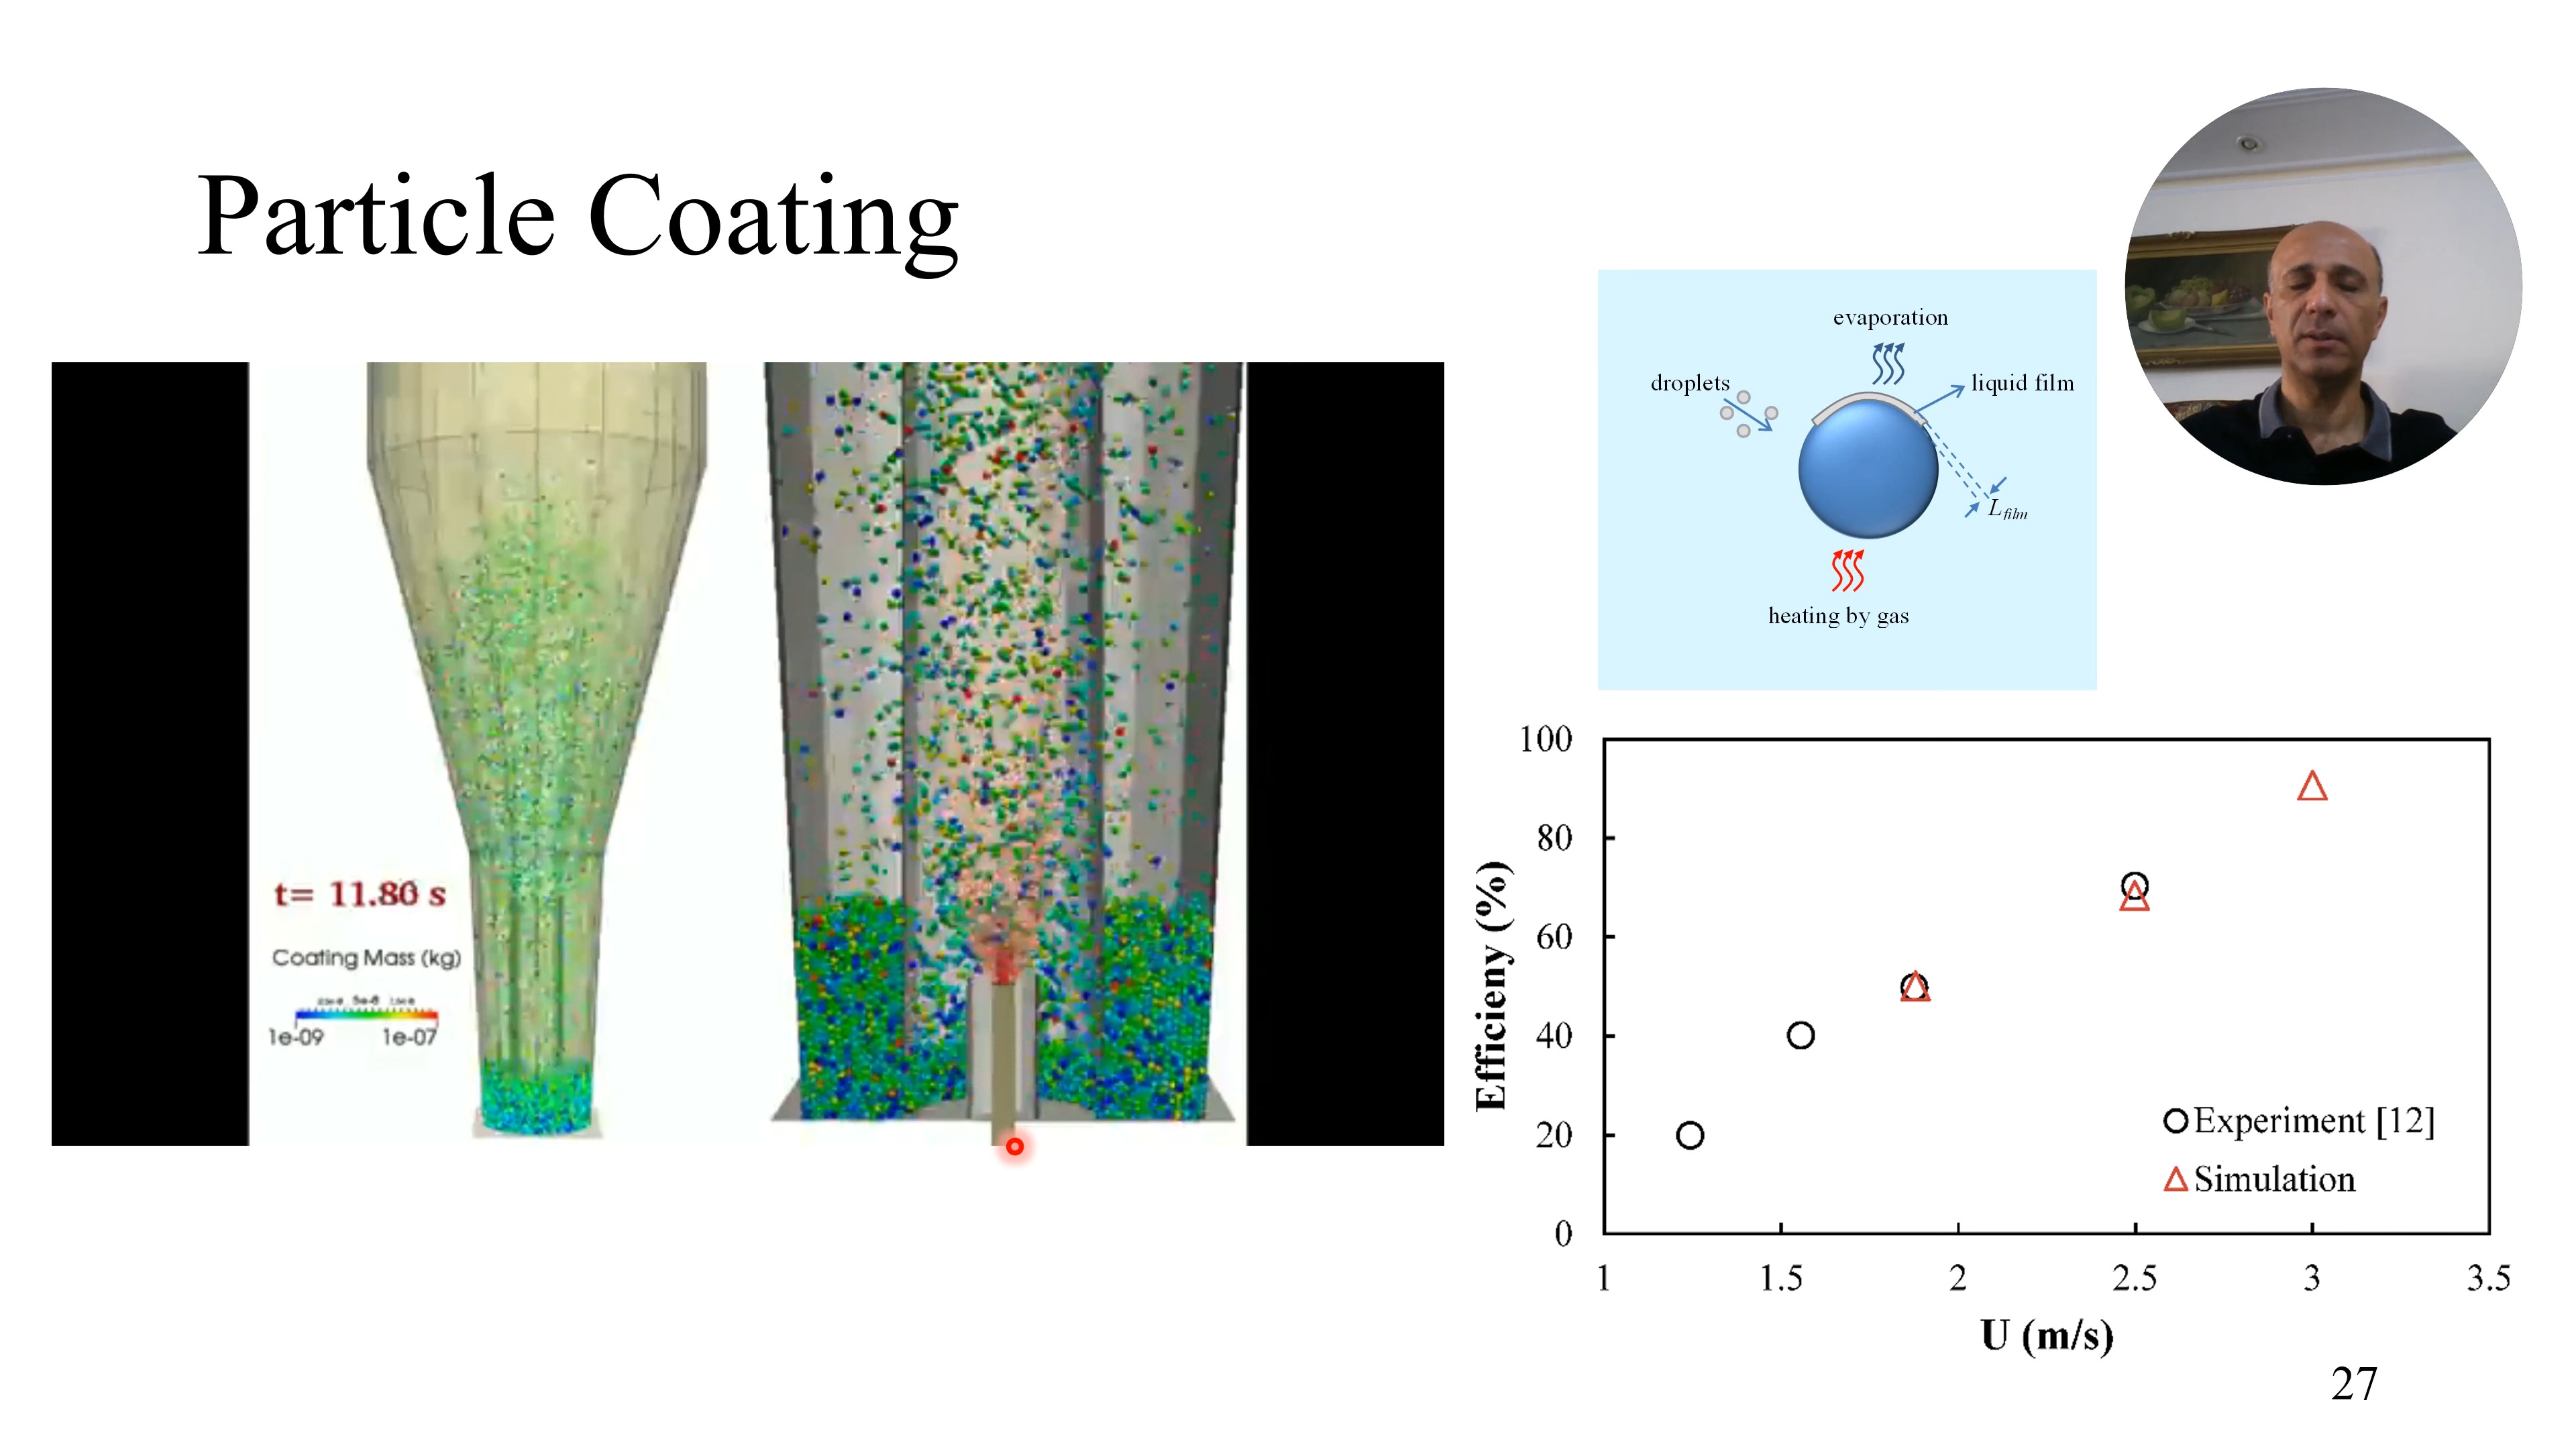 Particle Coating
t= 11.80 s
Coating Mass (kg)
1e-09 1e-07
evaporation
droplets
liquid film
Lfilm
heating by gas
100
80
60
40
20
0
Efficieny (%)
Experiment [12]
Simulation
1 1.5 2 2.5 3 3.5
U (m/s)
27